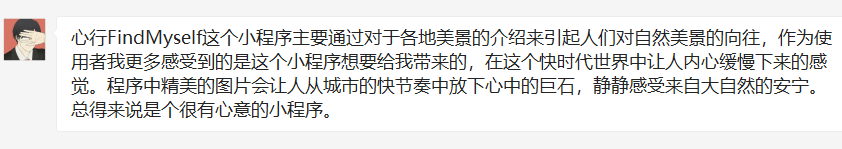 心行FindMyself这个小程序主要通过对于各地美景的介绍来引起人们对自然美景的向往，作为使
用者我更多感受到的是这个小程序想要给我带来的，在这个快时代世界中让人内心缓慢下来的感
觉。程序中精美的图片会让人从城市的快节奏中放下心中的巨石，静静感受来自大自然的安宁。
总得来说是个很有心意的小程序。